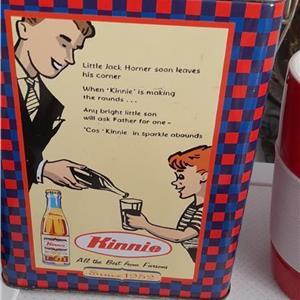 Little Jack Horner soon leaves
his corner
When 'Kinnie' is making
the rounds ...
Any bright little son
will ask Father for one –
'Cos 'Kinnie' in sparkle abounds
Kinnie
Kinnie
All the Best from Farsons
Since 1952